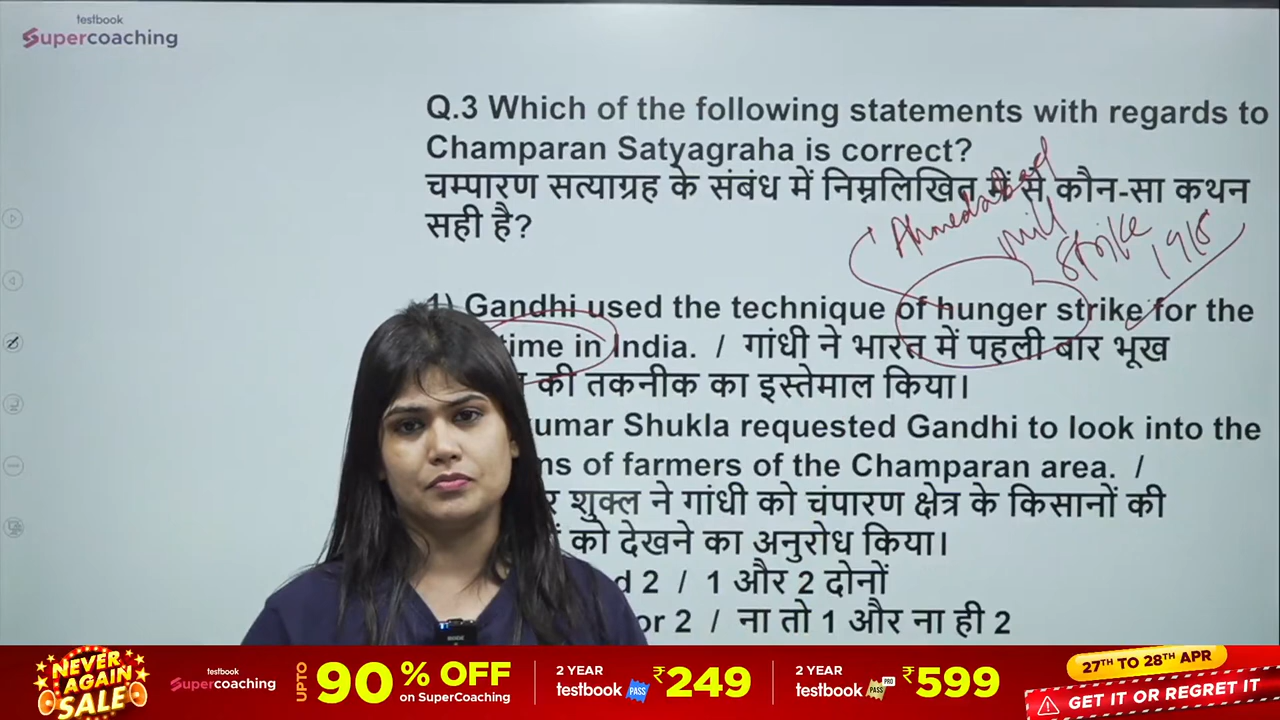 testbook
Supercoaching
Q.3 Which of the following statements with regards to
Champaran Satyagraha is correct?
चम्पारण सत्याग्रह के संबंध में निम्नलिखित में से कौन-सा कथन
सही है?
Ahmedabad
mill
strike
1918
1) Gandhi used the technique of hunger strike for the
time in India. / गांधी ने भारत में पहली बार भूख
की तकनीक का इस्तेमाल किया।
umar Shukla requested Gandhi to look into the
ms of farmers of the Champaran area. /
र शुक्ल ने गांधी को चंपारण क्षेत्र के किसानों की
को देखने का अनुरोध किया।
d 2 / 1 और 2 दोनों
or 2 / ना तो 1 और ना ही 2
NEVER
AGAIN
SALE
testbook
Supercoaching
UPTO 90% OFF
on SuperCoaching
2 YEAR
testbook PASS ₹249
2 YEAR
testbook PASS PRO ₹599
27TH TO 28TH APR
GET IT OR REGRET IT